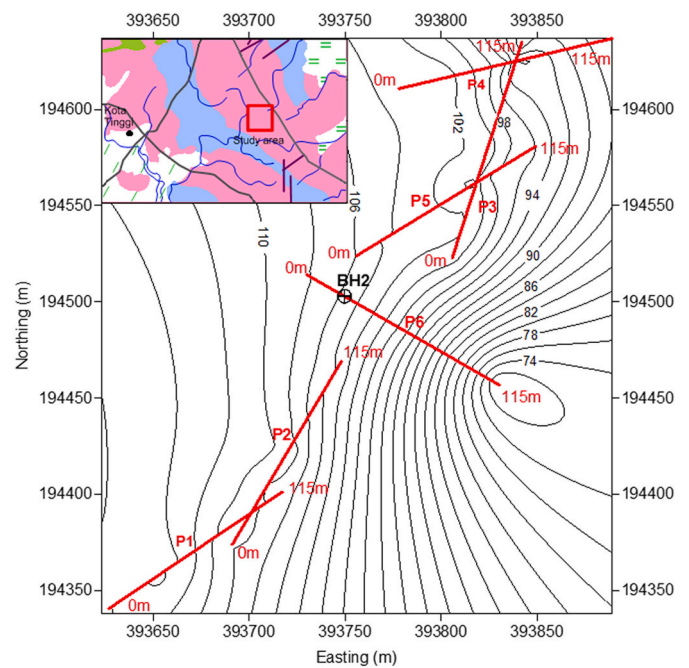 393650 393700 393750 393800 393850
115m
115m
0m
P4
194600
194600
Kota
Tinggi
Study area
102
98
115m
P5
94
194550
194550
106
110
P3
0m
0m
90
0m
BH2
86
194500
194500
82
P6
78
74
115m
115m
194450
194450
P2
194400
194400
115m
P1
0m
194350
194350
0m
393650 393700 393750 393800 393850
Easting (m)
Northing (m)